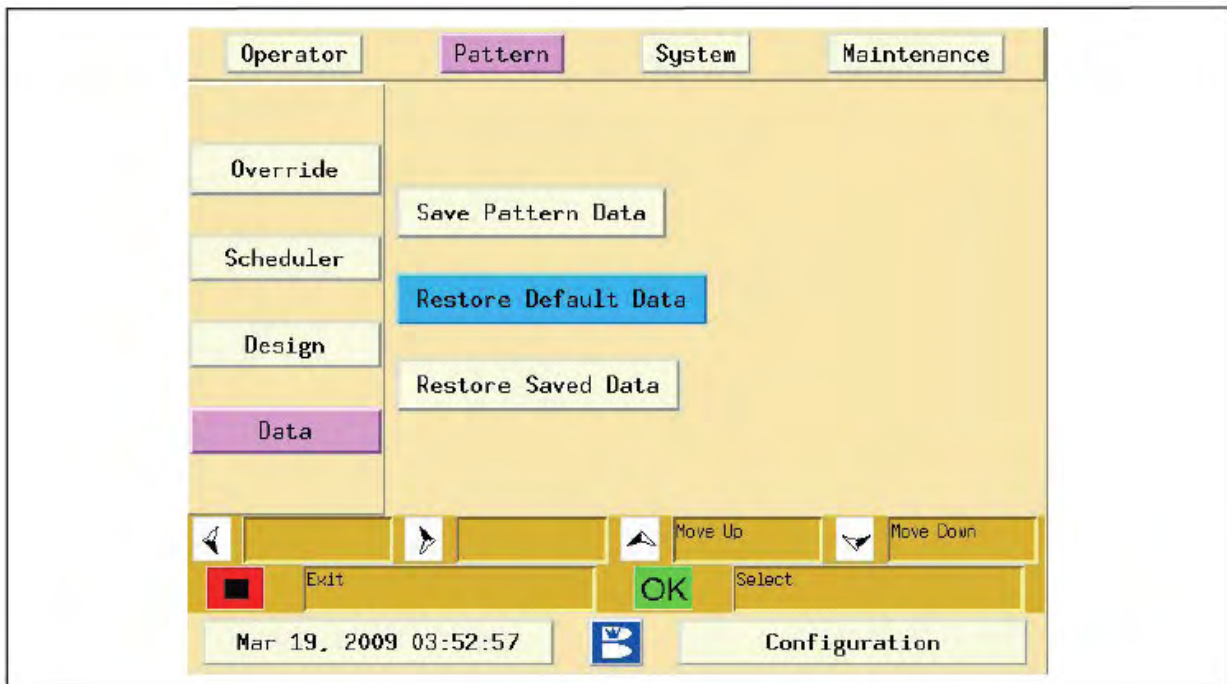 Operator Pattern System Maintenance
Override
Save Pattern Data
Scheduler
Restore Default Data
Design
Restore Saved Data
Data
Move Up Move Down
Exit OK Select
Mar 19, 2009 03:52:57 Configuration